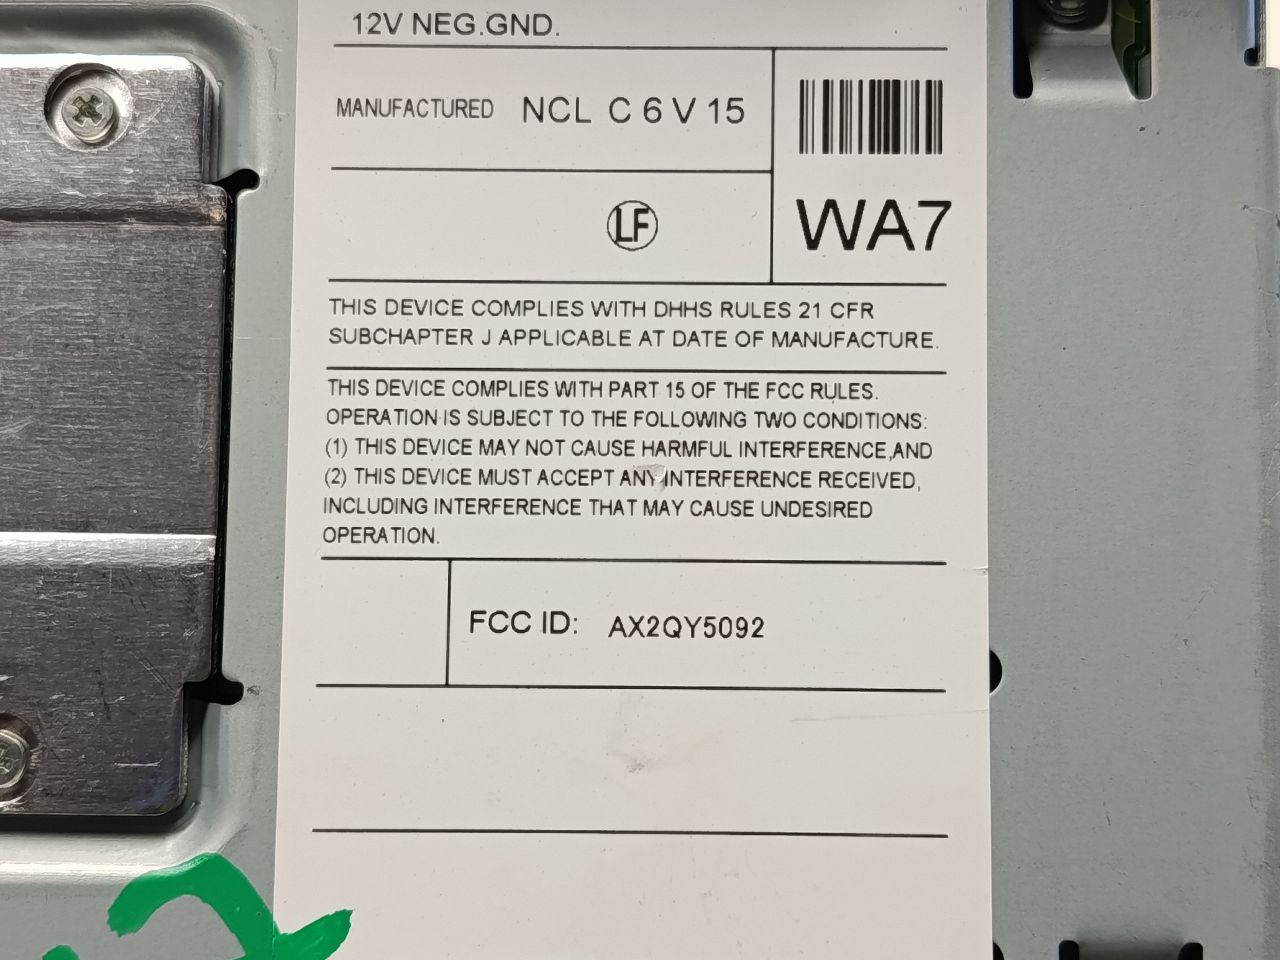 12V NEG.GND.
MANUFACTURED NCL C 6 V 15
LF
WA7
THIS DEVICE COMPLIES WITH DHHS RULES 21 CFR
SUBCHAPTER J APPLICABLE AT DATE OF MANUFACTURE.
THIS DEVICE COMPLIES WITH PART 15 OF THE FCC RULES.
OPERATION IS SUBJECT TO THE FOLLOWING TWO CONDITIONS:
(1) THIS DEVICE MAY NOT CAUSE HARMFUL INTERFERENCE,AND
(2) THIS DEVICE MUST ACCEPT ANY INTERFERENCE RECEIVED,
INCLUDING INTERFERENCE THAT MAY CAUSE UNDESIRED
OPERATION.
FCC ID: AX2QY5092